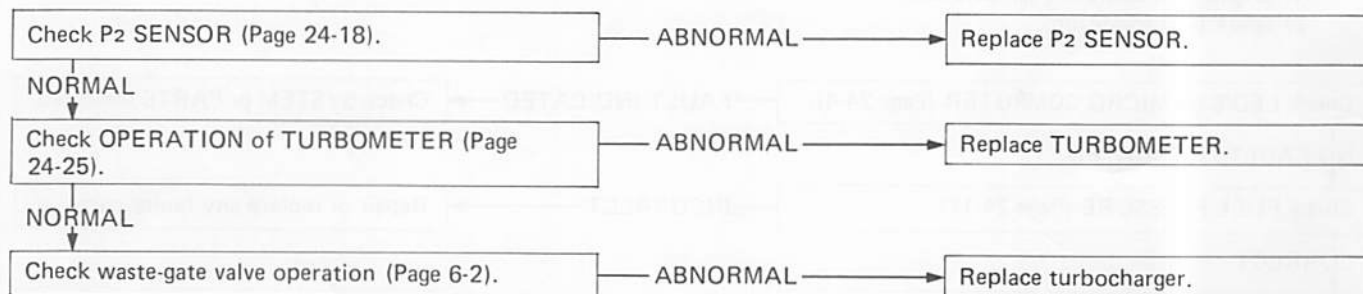 Check P2 SENSOR (Page 24-18).
ABNORMAL
Replace P2 SENSOR.
NORMAL
Check OPERATION of TURBOMETER (Page
24-25).
ABNORMAL
Replace TURBOMETER.
NORMAL
Check waste-gate valve operation (Page 6-2).
ABNORMAL
Replace turbocharger.